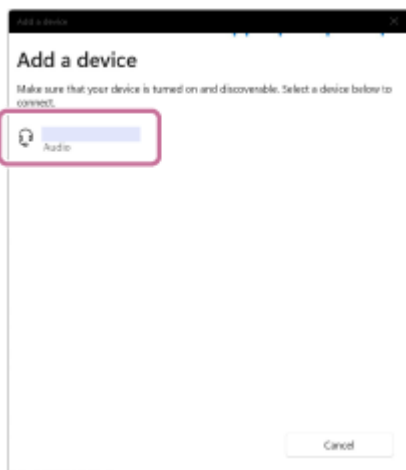 Add a device
Add a device
Make sure that your device is turned on and discoverable. Select a device below to
connect.
Audio
Cancel